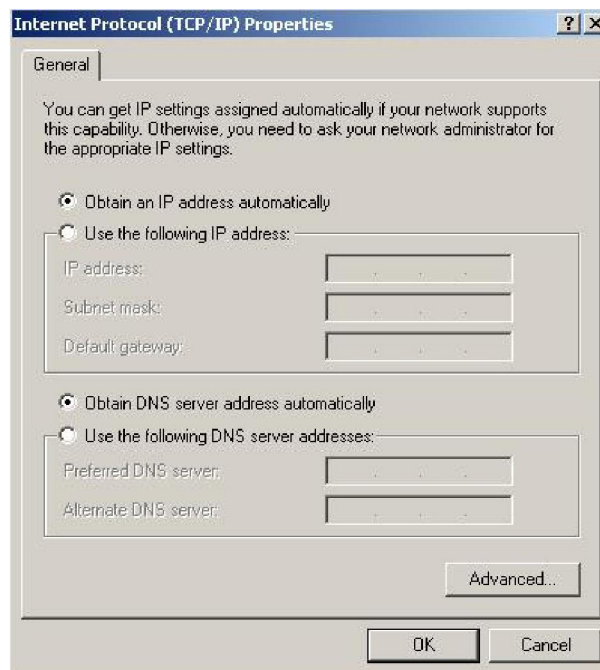 Internet Protocol (TCP/IP) Properties
General
You can get IP settings assigned automatically if your network supports
this capability. Otherwise, you need to ask your network administrator for
the appropriate IP settings.
Obtain an IP address automatically
Use the following IP address:
IP address:
Subnet mask:
Default gateway:
Obtain DNS server address automatically
Use the following DNS server addresses:
Preferred DNS server:
Alternate DNS server:
Advanced...
OK Cancel